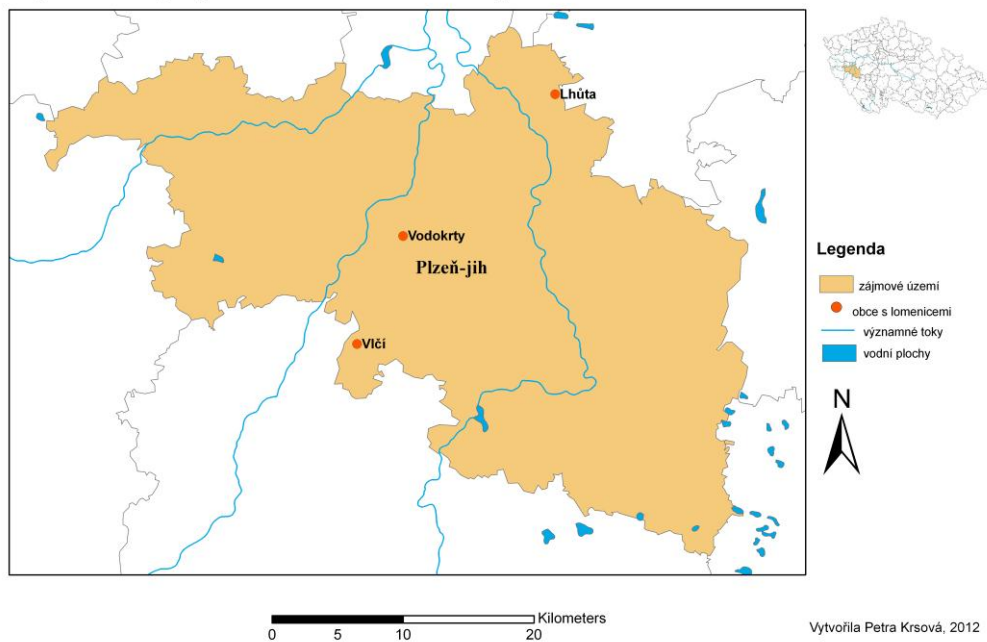 Lhůta
Vodokrty
Plzeň-jih
Vlčí
Legenda
zájmové území
obce s lomenicemi
významné toky
vodní plochy
N
Kilometers
0 5 10 20
Vytvořila Petra Krsová, 2012